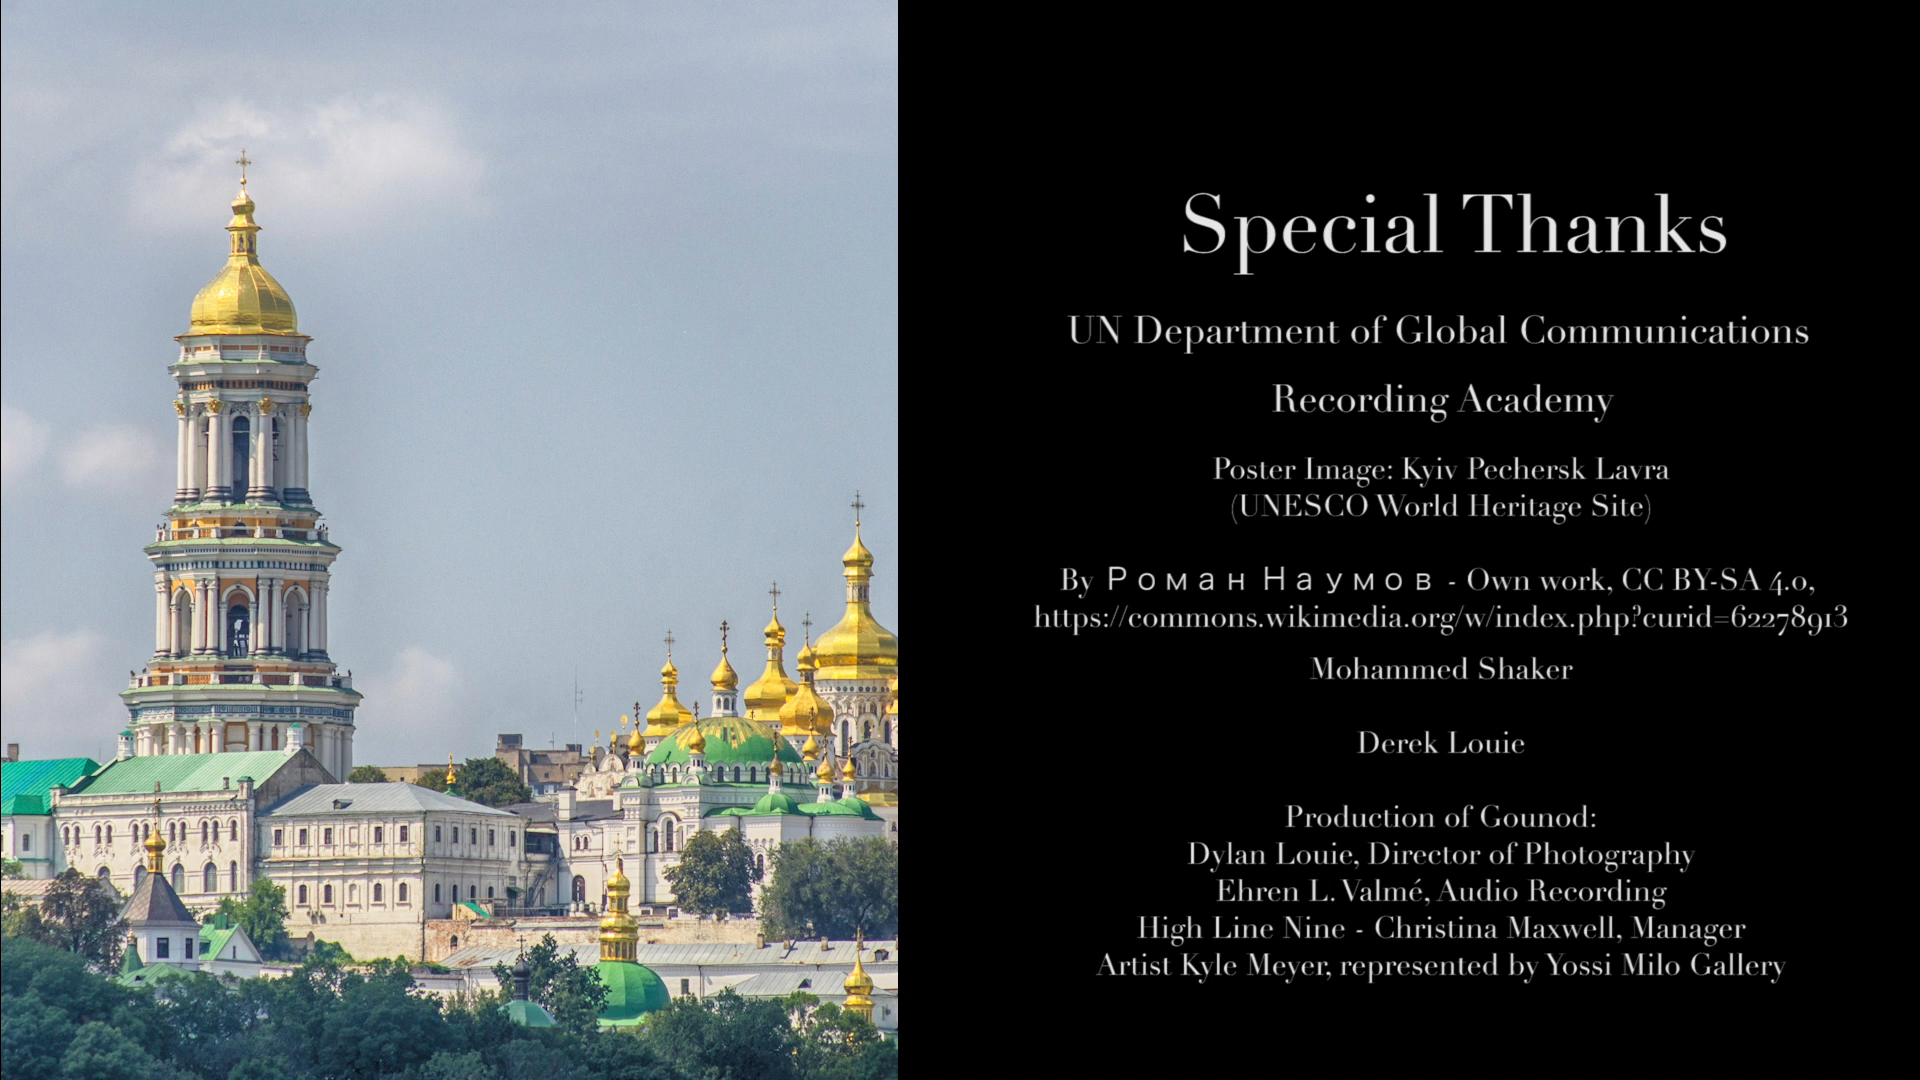 Special Thanks
UN Department of Global Communications
Recording Academy
Poster Image: Kyiv Pechersk Lavra
(UNESCO World Heritage Site)
By Роман Наумов - Own work, CC BY-SA 4.0,
https://commons.wikimedia.org/w/index.php?curid=62278913
Mohammed Shaker
Derek Louie
Production of Gounod:
Dylan Louie, Director of Photography
Ehren L. Valmé, Audio Recording
High Line Nine - Christina Maxwell, Manager
Artist Kyle Meyer, represented by Yossi Milo Gallery